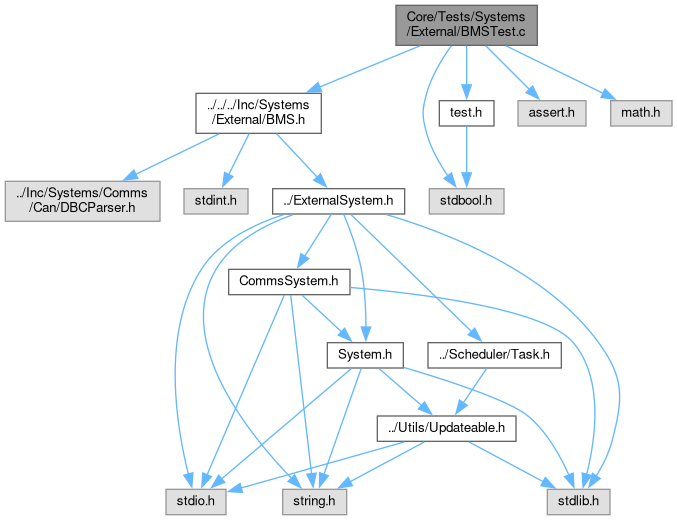 Core/Tests/Systems
/External/BMSTest.c
../../../Inc/Systems
/External/BMS.h
test.h
assert.h
math.h
../Inc/Systems/Comms
/Can/DBCParser.h
stdint.h
../ExternalSystem.h
stdbool.h
CommsSystem.h
System.h
../Scheduler/Task.h
../Utils/Updateable.h
stdio.h
string.h
stdlib.h